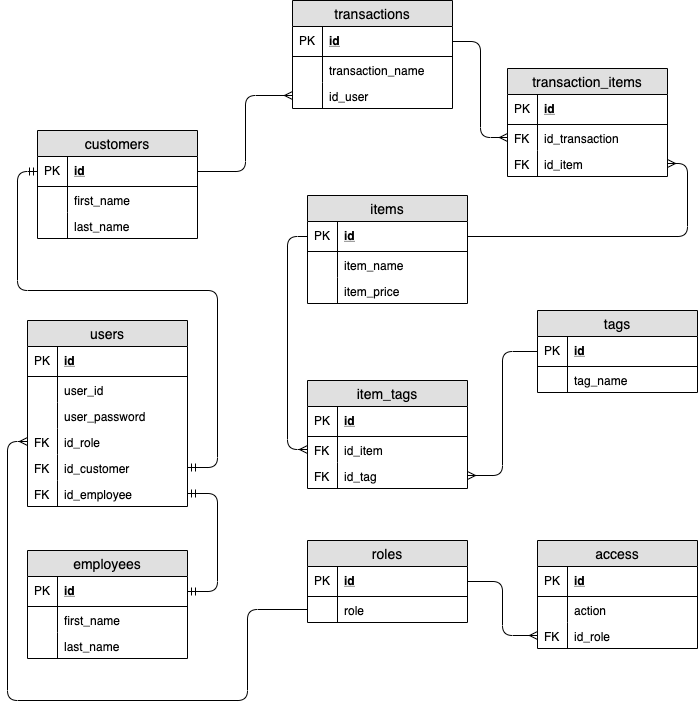 transactions
PK id
transaction_name
id_user
transaction_items
PK id
FK id_transaction
FK id_item
customers
PK id
first_name
last_name
items
PK id
item_name
item_price
users
PK id
user_id
user_password
FK id_role
FK id_customer
FK id_employee
tags
PK id
tag_name
item_tags
PK id
FK id_item
FK id_tag
employees
PK id
first_name
last_name
roles
PK id
role
access
PK id
action
FK id_role